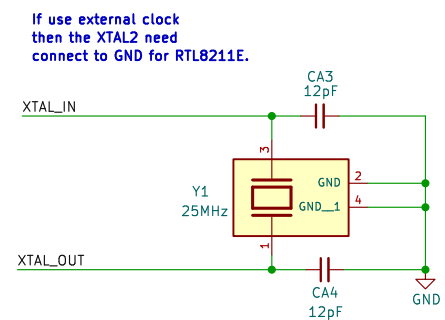 If use external clock
then the XTAL2 need
connect to GND for RTL8211E.
CA3
12pF
XTAL_IN
3
Y1
25MHz
GND
2
GND__1
4
1
XTAL_OUT
CA4
12pF
GND